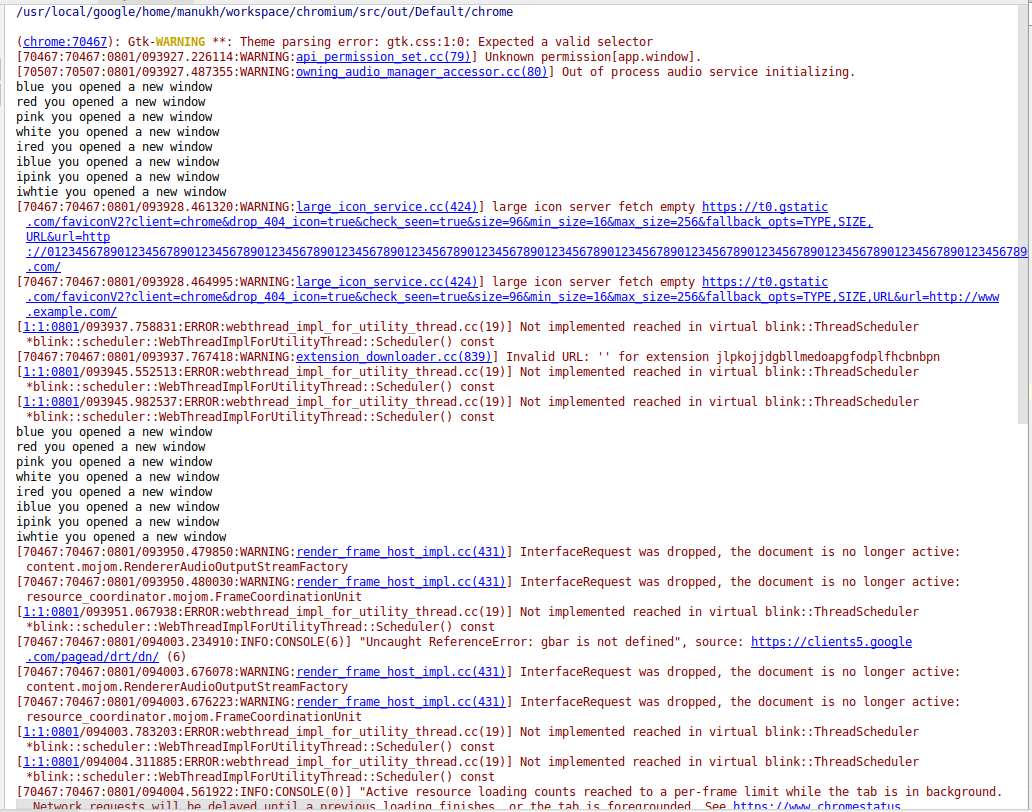 /usr/local/google/home/manukh/workspace/chromium/src/out/Default/chrome
(chrome:70467): Gtk-WARNING **: Theme parsing error: gtk.css:1:0: Expected a valid selector
[70467:70467:0801/093927.226114:WARNING:api_permission_set.cc(79)] Unknown permission[app.window].
[70507:70507:0801/093927.487355:WARNING:owning_audio_manager_accessor.cc(80)] Out of process audio service initializing.
blue you opened a new window
red you opened a new window
pink you opened a new window
white you opened a new window
ired you opened a new window
iblue you opened a new window
ipink you opened a new window
iwhtie you opened a new window
[70467:70467:0801/093928.461320:WARNING:large_icon_service.cc(424)] large icon server fetch empty https://t0.gstatic
.com/faviconV2?client=chrome&drop_404_icon=true&check_seen=true&size=96&min_size=16&max_size=256&fallback_opts=TYPE,SIZE,
URL&url=http
://012345678901234567890123456789012345678901234567890123456789012345678901234567890123456789012345678901234567890123456789
.com/
[70467:70467:0801/093928.464995:WARNING:large_icon_service.cc(424)] large icon server fetch empty https://t0.gstatic
.com/faviconV2?client=chrome&drop_404_icon=true&check_seen=true&size=96&min_size=16&max_size=256&fallback_opts=TYPE,SIZE,URL&url=http://www
.example.com/
[1:1:0801/093937.758831:ERROR:webthread_impl_for_utility_thread.cc(19)] Not implemented reached in virtual blink::ThreadScheduler
*blink::scheduler::WebThreadImplForUtilityThread::Scheduler() const
[70467:70467:0801/093937.767418:WARNING:extension_downloader.cc(839)] Invalid URL: '' for extension jlpkojjdgbllmedoapgfodplfhcbnbpn
[1:1:0801/093945.552513:ERROR:webthread_impl_for_utility_thread.cc(19)] Not implemented reached in virtual blink::ThreadScheduler
*blink::scheduler::WebThreadImplForUtilityThread::Scheduler() const
[1:1:0801/093945.982537:ERROR:webthread_impl_for_utility_thread.cc(19)] Not implemented reached in virtual blink::ThreadScheduler
*blink::scheduler::WebThreadImplForUtilityThread::Scheduler() const
blue you opened a new window
red you opened a new window
pink you opened a new window
white you opened a new window
ired you opened a new window
iblue you opened a new window
ipink you opened a new window
iwhtie you opened a new window
[70467:70467:0801/093950.479850:WARNING:render_frame_host_impl.cc(431)] InterfaceRequest was dropped, the document is no longer active:
content.mojom.RendererAudioOutputStreamFactory
[70467:70467:0801/093950.480030:WARNING:render_frame_host_impl.cc(431)] InterfaceRequest was dropped, the document is no longer active:
resource_coordinator.mojom.FrameCoordinationUnit
[1:1:0801/093951.067938:ERROR:webthread_impl_for_utility_thread.cc(19)] Not implemented reached in virtual blink::ThreadScheduler
*blink::scheduler::WebThreadImplForUtilityThread::Scheduler() const
[70467:70467:0801/094003.234910:INFO:CONSOLE(6)] "Uncaught ReferenceError: gbar is not defined", source: https://clients5.google
.com/pagead/drt/dn/ (6)
[70467:70467:0801/094003.676078:WARNING:render_frame_host_impl.cc(431)] InterfaceRequest was dropped, the document is no longer active:
content.mojom.RendererAudioOutputStreamFactory
[70467:70467:0801/094003.676223:WARNING:render_frame_host_impl.cc(431)] InterfaceRequest was dropped, the document is no longer active:
resource_coordinator.mojom.FrameCoordinationUnit
[1:1:0801/094003.783203:ERROR:webthread_impl_for_utility_thread.cc(19)] Not implemented reached in virtual blink::ThreadScheduler
*blink::scheduler::WebThreadImplForUtilityThread::Scheduler() const
[1:1:0801/094004.311885:ERROR:webthread_impl_for_utility_thread.cc(19)] Not implemented reached in virtual blink::ThreadScheduler
*blink::scheduler::WebThreadImplForUtilityThread::Scheduler() const
[70467:70467:0801/094004.561922:INFO:CONSOLE(0)] "Active resource loading counts reached to a per-frame limit while the tab is in background.
Network requests will be delayed until a previous loading finishes, or the tab is foregrounded. See https://www.chromestatus